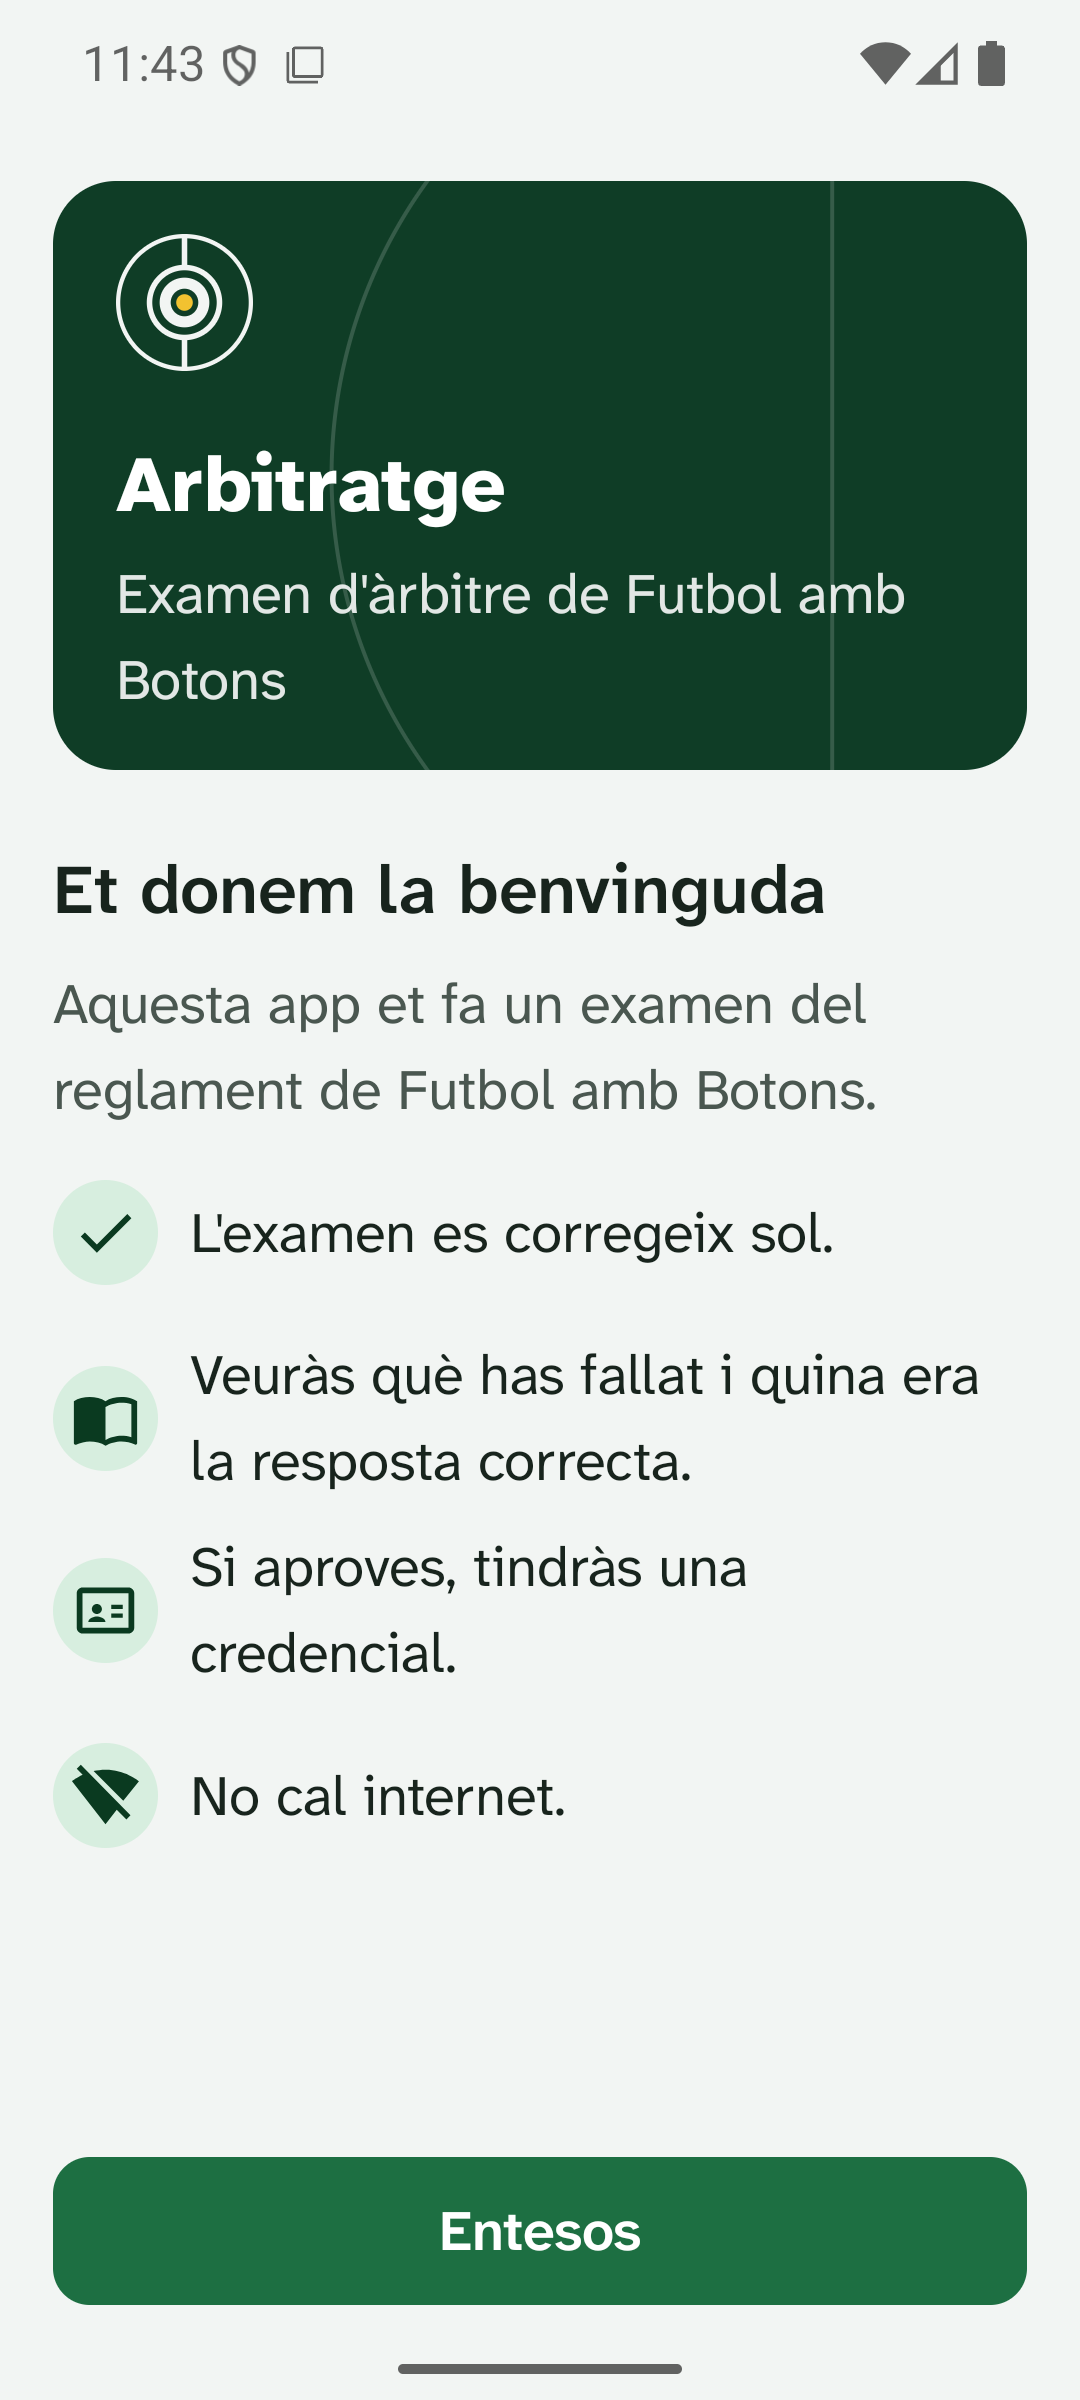 11:43
Arbitratge
Examen d'àrbitre de Futbol amb
Botons
Et donem la benvinguda
Aquesta app et fa un examen del
reglament de Futbol amb Botons.
L'examen es corregeix sol.
Veuràs què has fallat i quina era
la resposta correcta.
Si aproves, tindràs una
credencial.
No cal internet.
Entesos